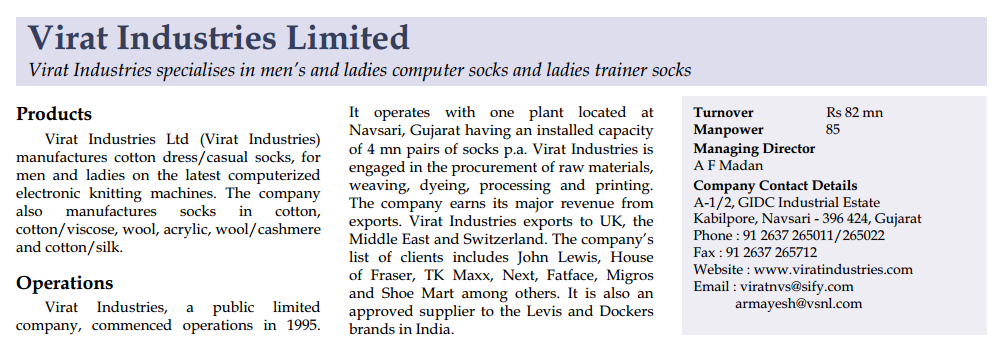 Virat Industries Limited
Virat Industries specialises in men's and ladies computer socks and ladies trainer socks
Products
Virat Industries Ltd (Virat Industries)
manufactures cotton dress/casual socks, for
men and ladies on the latest computerized
electronic knitting machines. The company
also manufactures socks in cotton,
cotton/viscose, wool, acrylic, wool/cashmere
and cotton/silk.
Operations
Virat Industries, a public limited
company, commenced operations in 1995.
It operates with one plant located at
Navsari, Gujarat having an installed capacity
of 4 mn pairs of socks p.a. Virat Industries is
engaged in the procurement of raw materials,
weaving, dyeing, processing and printing.
The company earns its major revenue from
exports. Virat Industries exports to UK, the
Middle East and Switzerland. The company's
list of clients includes John Lewis, House
of Fraser, TK Maxx, Next, Fatface, Migros
and Shoe Mart among others. It is also an
approved supplier to the Levis and Dockers
brands in India.
Turnover Rs 82 mn
Manpower 85
Managing Director
A F Madan
Company Contact Details
A-1/2, GIDC Industrial Estate
Kabilpore, Navsari - 396 424, Gujarat
Phone : 91 2637 265011/265022
Fax : 91 2637 265712
Website : www.viratindustries.com
Email : viratnvs@sify.com
armayesh@vsnl.com